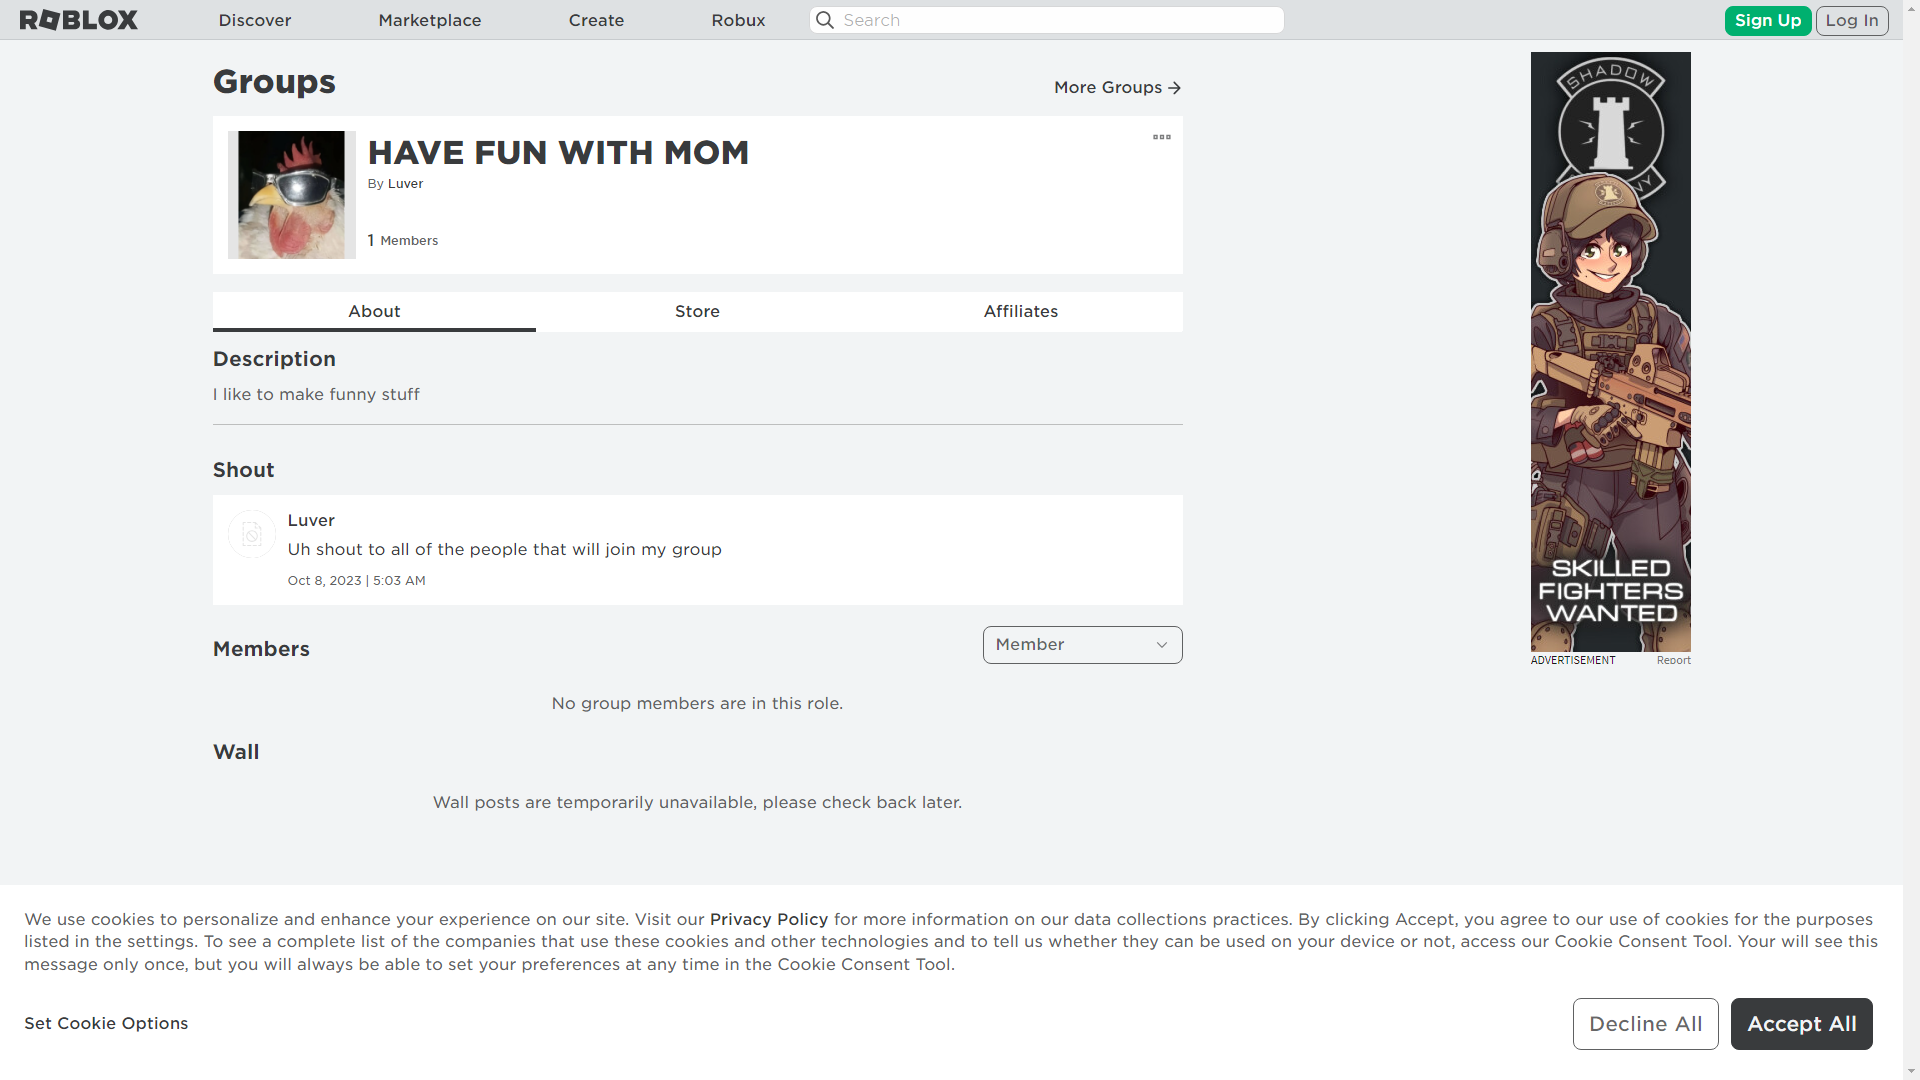 ROBLOX
Discover
Marketplace
Create
Robux
Search
Sign Up
Log In
Groups
More Groups
HAVE FUN WITH MOM
By Luver
1 Members
About
Store
Affiliates
Description
I like to make funny stuff
Shout
Luver
Uh shout to all of the people that will join my group
Oct 8, 2023 | 5:03 AM
Members
Member
No group members are in this role.
Wall
Wall posts are temporarily unavailable, please check back later.
SHADOW
SKILLED
FIGHTERS
WANTED
ADVERTISEMENT
Report
We use cookies to personalize and enhance your experience on our site. Visit our Privacy Policy for more information on our data collections practices. By clicking Accept, you agree to our use of cookies for the purposes
listed in the settings. To see a complete list of the companies that use these cookies and other technologies and to tell us whether they can be used on your device or not, access our Cookie Consent Tool. Your will see this
message only once, but you will always be able to set your preferences at any time in the Cookie Consent Tool.
Set Cookie Options
Decline All
Accept All